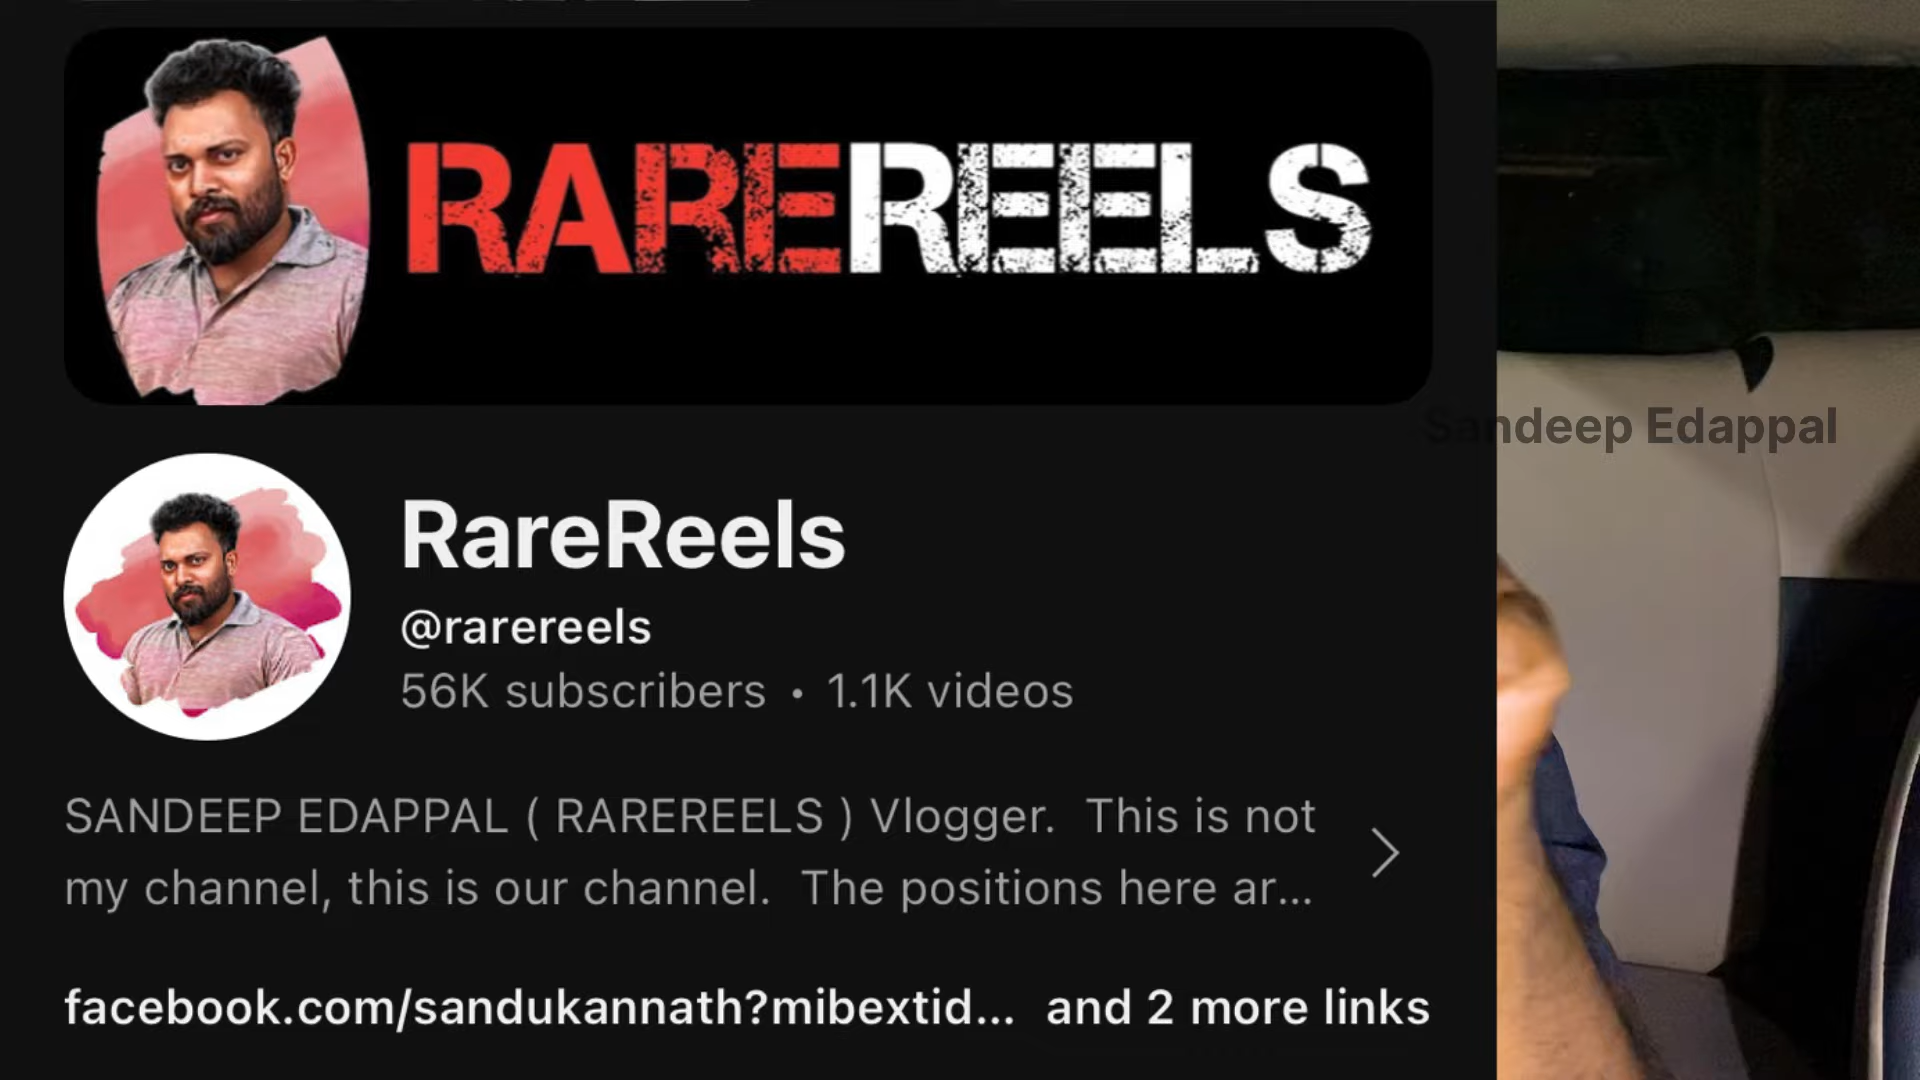 RAREREELS
Sandeep Edappal
RareReels
@rarereels
56K subscribers • 1.1K videos
SANDEEP EDAPPAL ( RAREREELS ) Vlogger. This is not
my channel, this is our channel. The positions here ar...
facebook.com/sandukannath?mibextid... and 2 more links